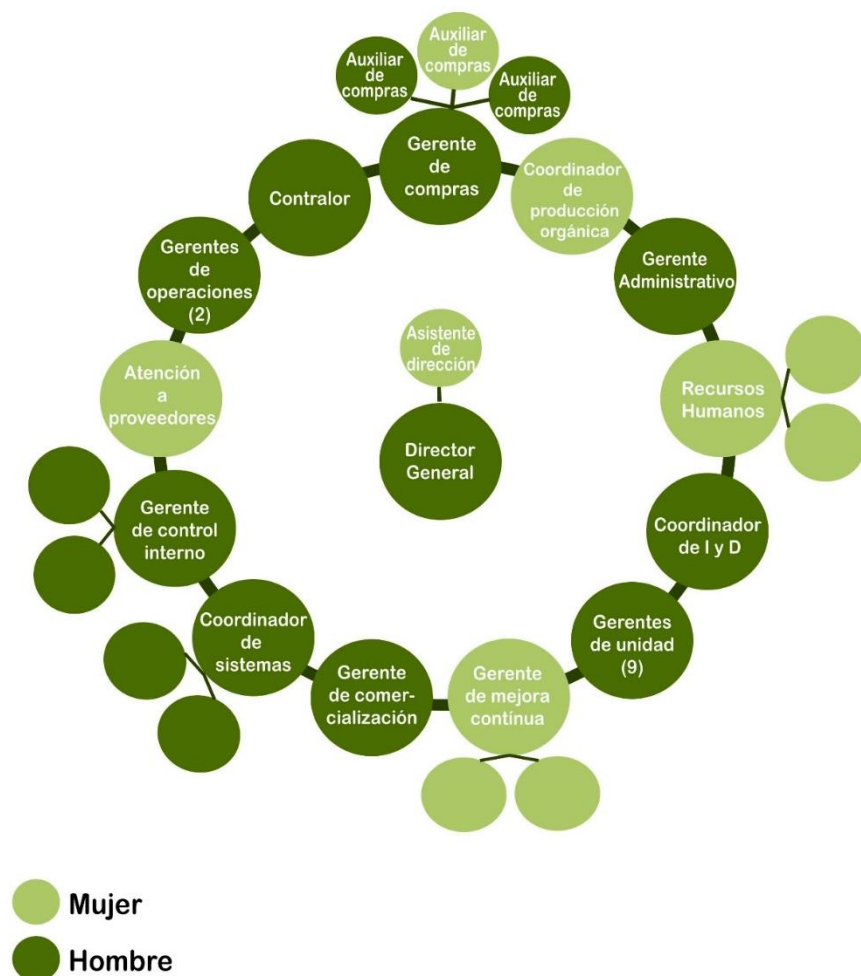 Auxiliar
de
compras
Auxiliar
de
compras
Auxiliar
de
compras
Gerente
de
compras
Coordinador
de
producción
orgánica
Gerente
Administrativo
Recursos
Humanos
Coordinador
de I y D
Gerentes
de unidad
(9)
Gerente
de mejora
contínua
Gerente
de comer-
cialización
Coordinador
de
sistemas
Gerente
de control
interno
Atención
a
proveedores
Gerentes
de
operaciones
(2)
Contralor
Asistente
de
dirección
Director
General
Mujer
Hombre